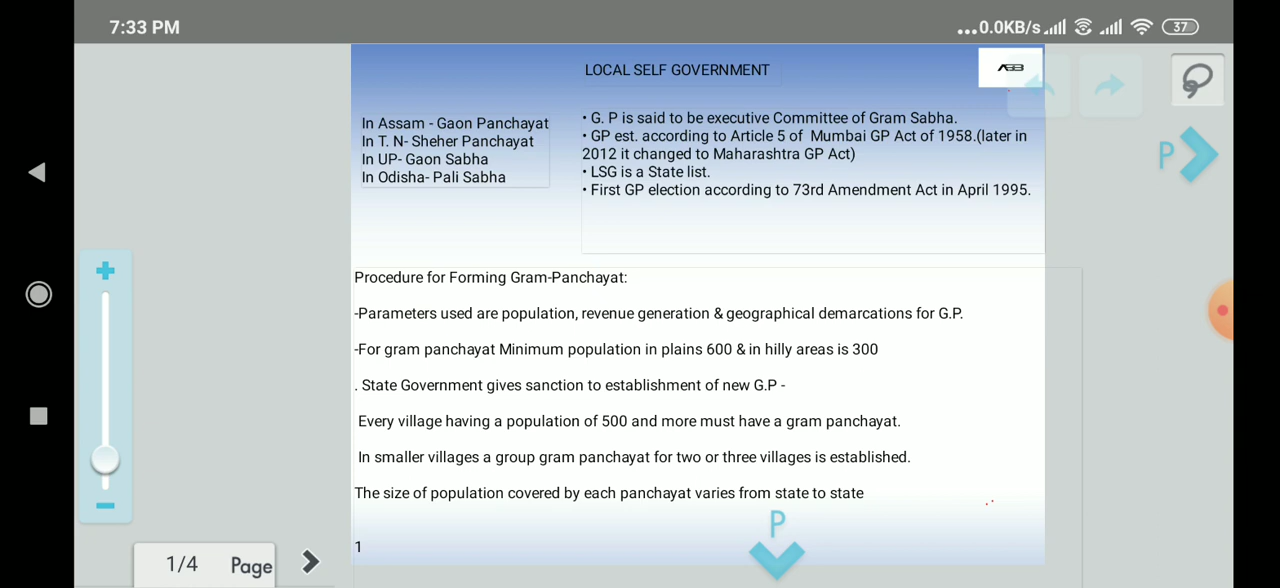 7:33 PM
...0.0KB/s
37
LOCAL SELF GOVERNMENT
ABB
In Assam - Gaon Panchayat
In T. N- Sheher Panchayat
In UP- Gaon Sabha
In Odisha- Pali Sabha
• G. P is said to be executive Committee of Gram Sabha.
• GP est. according to Article 5 of Mumbai GP Act of 1958.(later in
2012 it changed to Maharashtra GP Act)
• LSG is a State list.
• First GP election according to 73rd Amendment Act in April 1995.
P
Procedure for Forming Gram-Panchayat:
-Parameters used are population, revenue generation & geographical demarcations for G.P.
-For gram panchayat Minimum population in plains 600 & in hilly areas is 300
. State Government gives sanction to establishment of new G.P -
Every village having a population of 500 and more must have a gram panchayat.
In smaller villages a group gram panchayat for two or three villages is established.
The size of population covered by each panchayat varies from state to state
P
1
1/4 Page